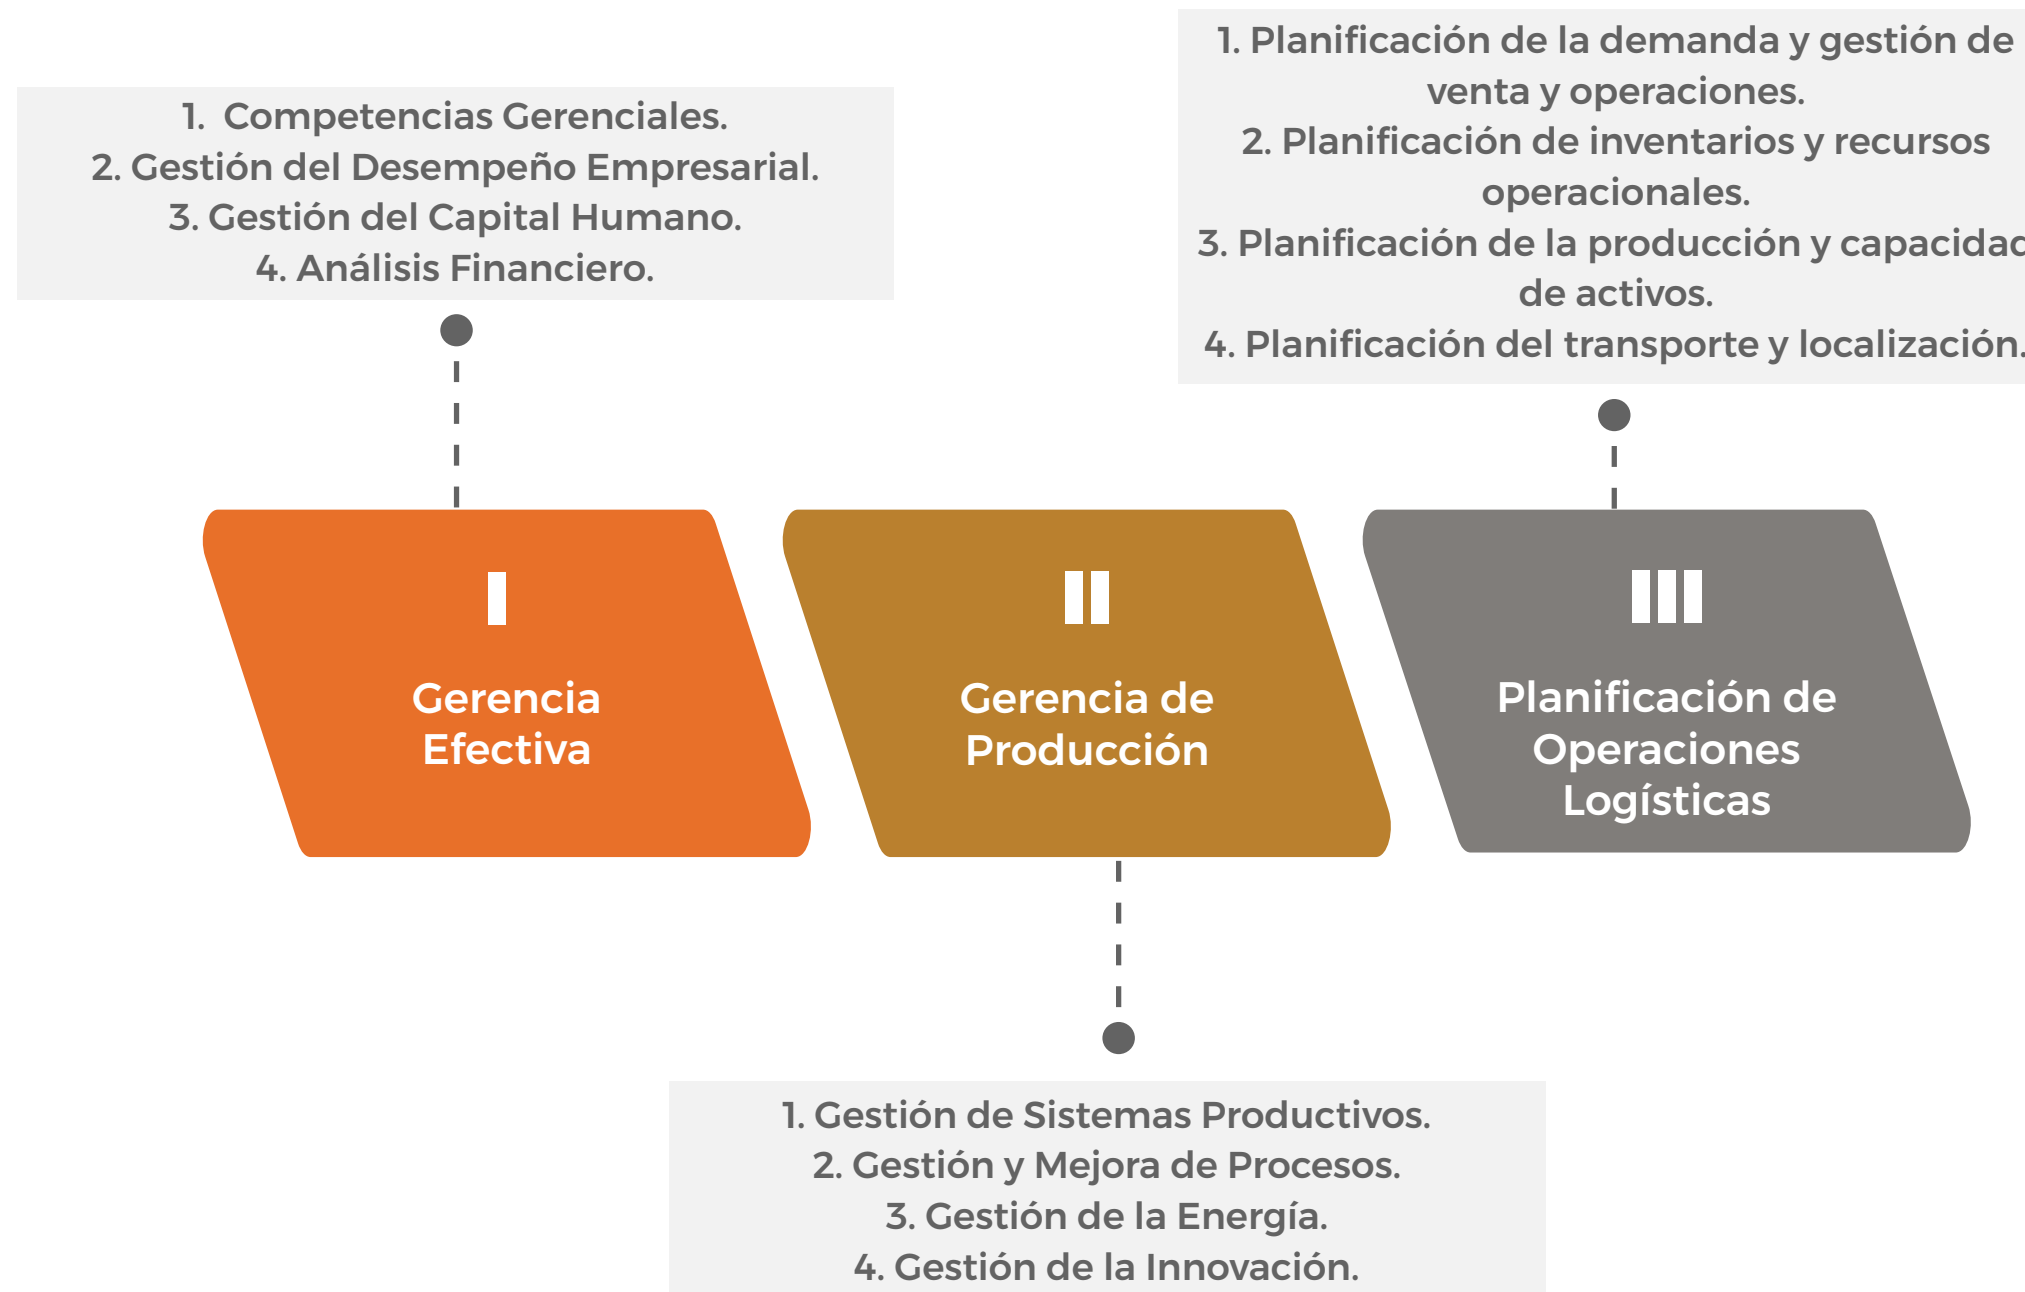 1. Competencias Gerenciales.
2. Gestión del Desempeño Empresarial.
3. Gestión del Capital Humano.
4. Análisis Financiero.
1. Planificación de la demanda y gestión de
venta y operaciones.
2. Planificación de inventarios y recursos
operacionales.
3. Planificación de la producción y capacidad
de activos.
4. Planificación del transporte y localización.
I
Gerencia
Efectiva
II
Gerencia de
Producción
III
Planificación de
Operaciones
Logísticas
1. Gestión de Sistemas Productivos.
2. Gestión y Mejora de Procesos.
3. Gestión de la Energía.
4. Gestión de la Innovación.